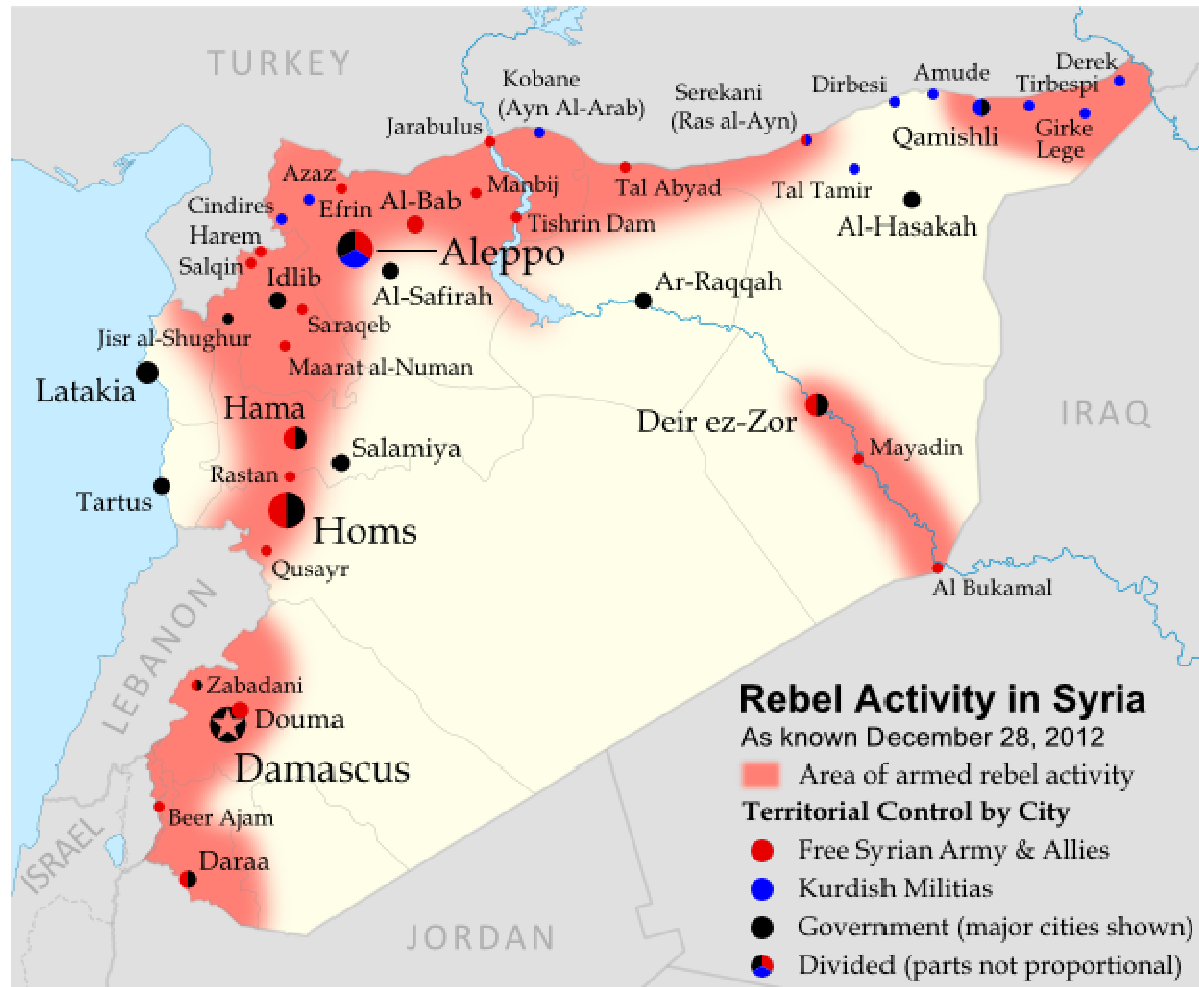 TURKEY
Kobane
(Ayn Al-Arab)
Serekani
(Ras al-Ayn)
Dirbesi
Amude
Derek
Tirbespi
Jarabulus
Qamishli
Girke
Lege
Azaz
Efrin
Al-Bab
Manbij
Tal Abyad
Tal Tamir
Cindires
Harem
Salqin
Tishrin Dam
Al-Hasakah
Aleppo
Idlib
Al-Safirah
Ar-Raqqah
Saraqeb
Jisr al-Shughur
Maarat al-Numan
Latakia
Hama
Deir ez-Zor
IRAQ
Salamiya
Mayadin
Rastan
Tartus
Homs
Qusayr
Al Bukamal
LEBANON
Zabadani
Douma
Damascus
Beer Ajam
ISRAEL
Daraa
JORDAN
Rebel Activity in Syria
As known December 28, 2012
Area of armed rebel activity
Territorial Control by City
Free Syrian Army & Allies
Kurdish Militias
Government (major cities shown)
Divided (parts not proportional)